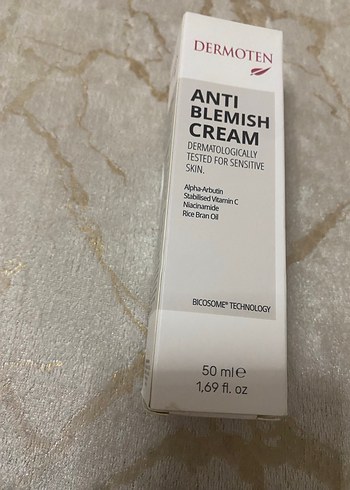 DERMOTEN
ANTI
BLEMISH
CREAM
DERMATOLOGICALLY
TESTED FOR SENSITIVE
SKIN.
Alpha-Arbutin
Stabilised Vitamin C
Niacinamide
Rice Bran Oil
BICOSOME® TECHNOLOGY
50 ml℮
1,69 fl. oz